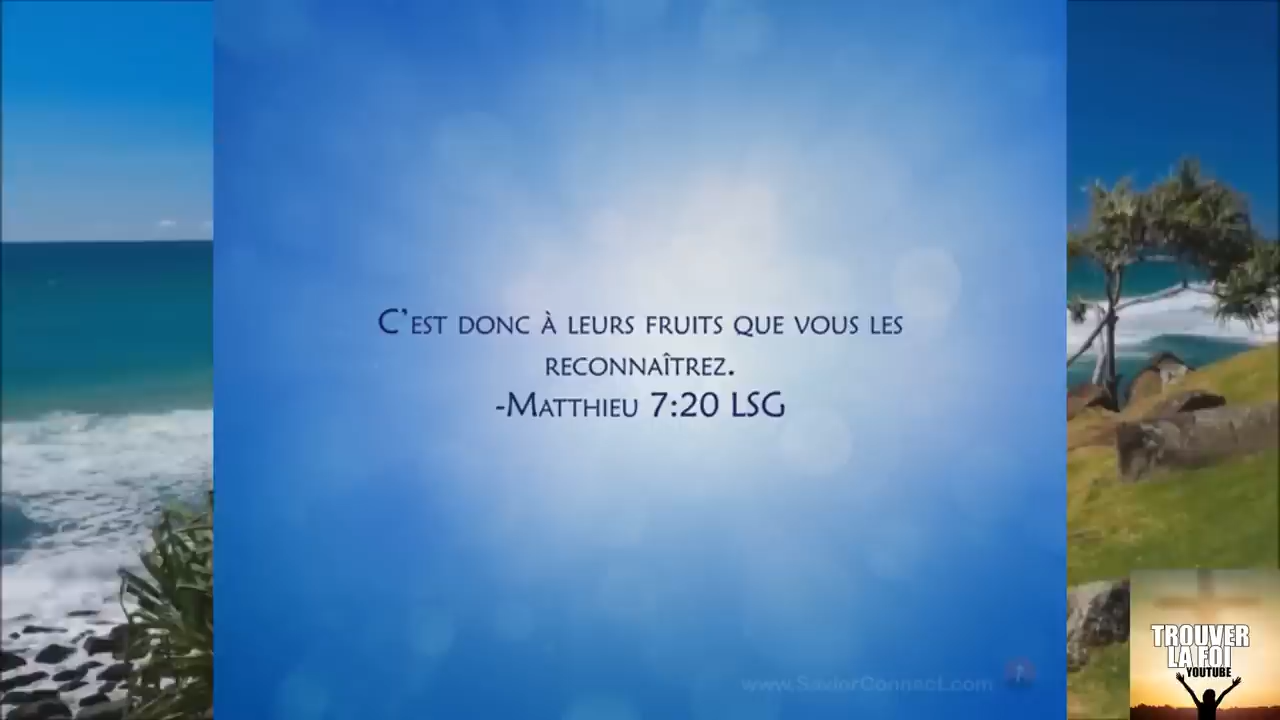 C'est donc à leurs fruits que vous les
reconnaîtrez.
-Matthieu 7:20 LSG
www.SaviorConnect.com
TROUVER
LA FOI
YOUTUBE